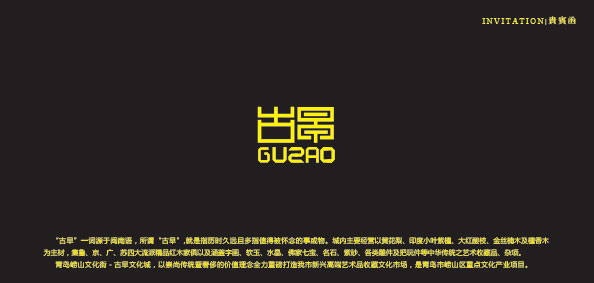 INVITATION|貴賓函
古早
GUZAO
"古早"一词源于闽南语，所谓"古早"，就是指历时久远且多指值得被怀念的事或物。城内主要经营以黄花梨、印度小叶紫檀、大红酸枝、金丝楠木及檀香木
为主材，集鲁、京、广、苏四大流派精品红木家俱以及涵盖字画、软玉、水晶、佛家七宝、名石、紫砂、各类雕件及把玩件等中华传统之艺术收藏品、杂项。
青岛崂山文化街－古早文化城，以崇尚传统暨奢侈的价值理念全力重磅打造我市新兴高端艺术品收藏文化市场，是青岛市崂山区重点文化产业项目。